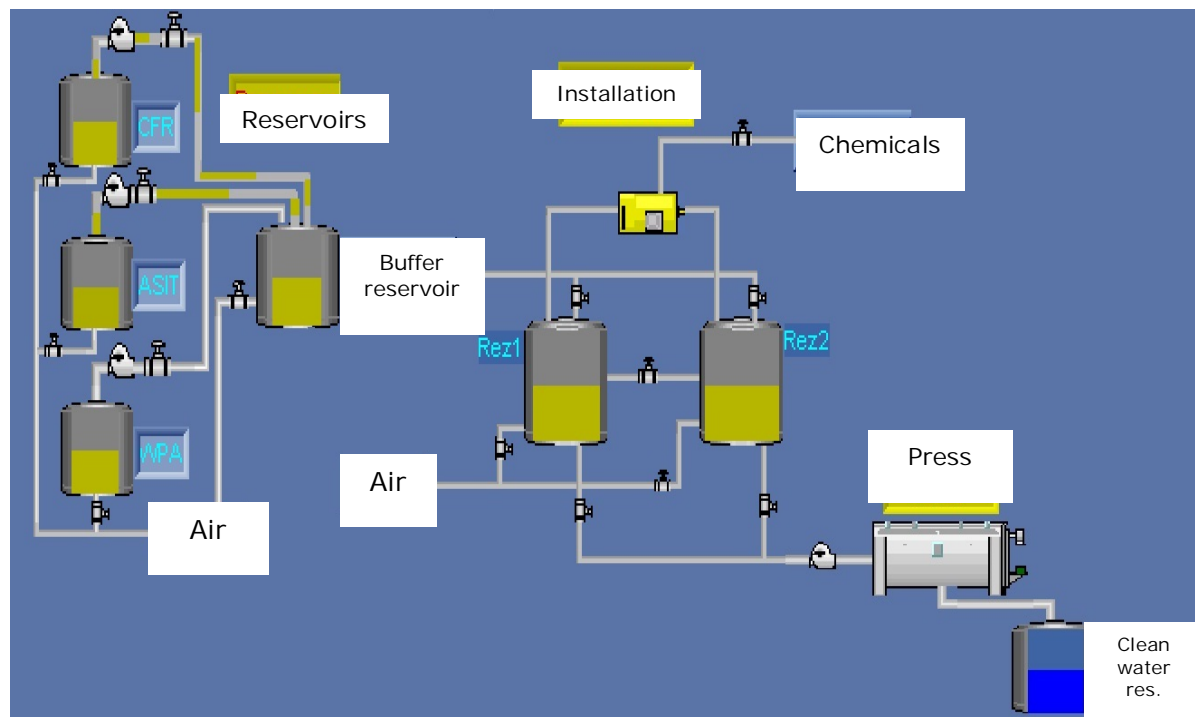 CFR
Reservoirs
Installation
Chemicals
ASIT
Buffer
reservoir
Rez1
Rez2
WPA
Air
Air
Press
Clean
water
res.